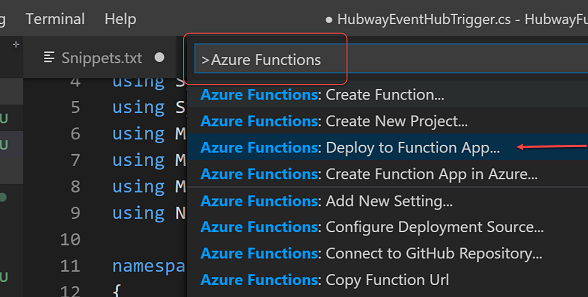 Terminal Help ● HubwayEventHubTrigger.cs - HubwayFu
Snippets.txt ●
>Azure Functions
Azure Functions: Create Function...
Azure Functions: Create New Project...
Azure Functions: Deploy to Function App...
Azure Functions: Create Function App in Azure...
Azure Functions: Add New Setting...
Azure Functions: Configure Deployment Source...
Azure Functions: Connect to GitHub Repository...
Azure Functions: Copy Function Url
4 using S
5 using S
6 using M
7 using M
8 using M
9 using N
10
11 namespa
12 {
U
U
U